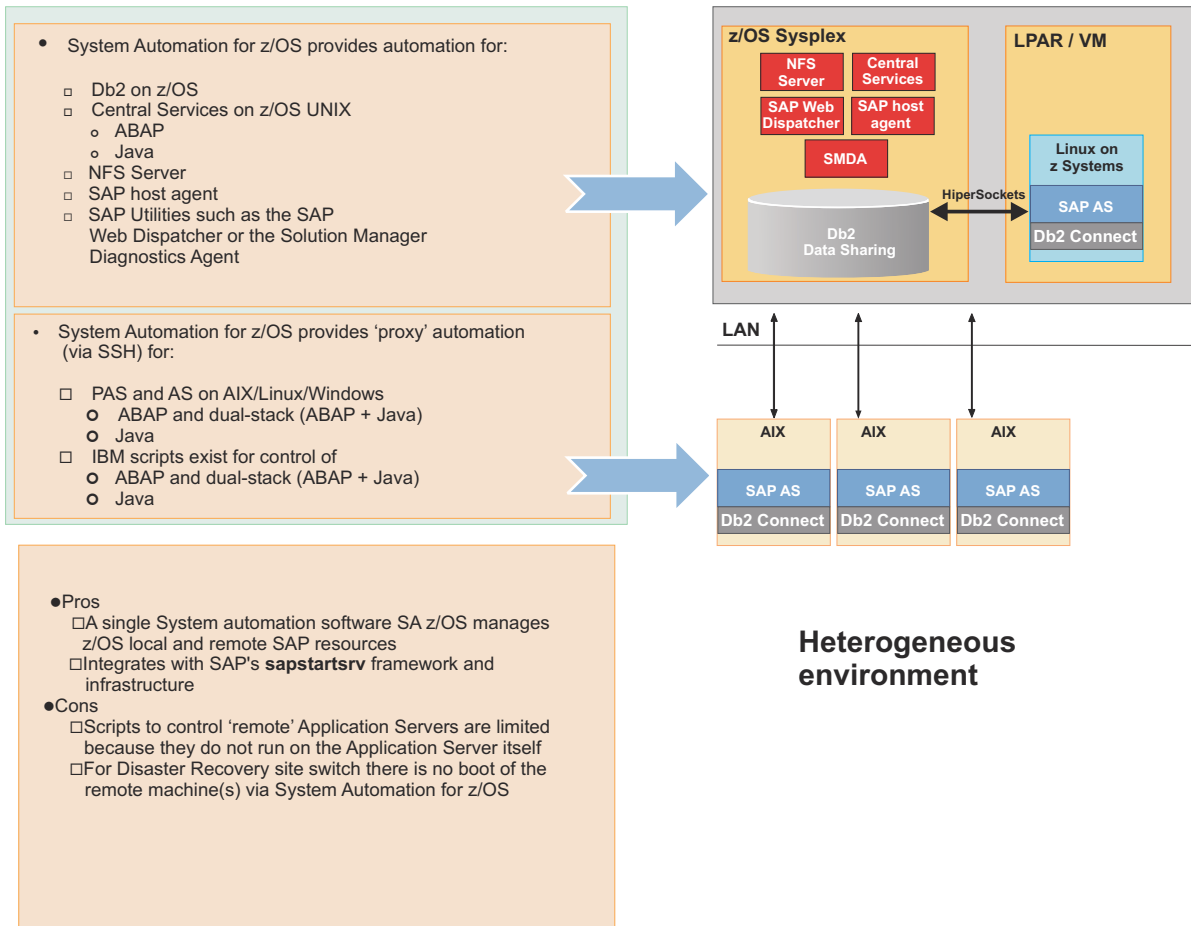 ● System Automation for z/OS provides automation for:
□ Db2 on z/OS
□ Central Services on z/OS UNIX
o ABAP
o Java
□ NFS Server
□ SAP host agent
□ SAP Utilities such as the SAP
Web Dispatcher or the Solution Manager
Diagnostics Agent
• System Automation for z/OS provides ‘proxy’ automation
(via SSH) for:
□ PAS and AS on AIX/Linux/Windows
o ABAP and dual-stack (ABAP + Java)
o Java
□ IBM scripts exist for control of
o ABAP and dual-stack (ABAP + Java)
o Java
●Pros
□A single System automation software SA z/OS manages
z/OS local and remote SAP resources
□Integrates with SAP's sapstartsrv framework and
infrastructure
●Cons
□Scripts to control ‘remote’ Application Servers are limited
because they do not run on the Application Server itself
□For Disaster Recovery site switch there is no boot of the
remote machine(s) via System Automation for z/OS
z/OS Sysplex
NFS
Server
Central
Services
SAP Web
Dispatcher
SAP host
agent
SMDA
Db2
Data Sharing
HiperSockets
LPAR / VM
Linux on
z Systems
SAP AS
Db2 Connect
LAN
AIX
SAP AS
Db2 Connect
AIX
SAP AS
Db2 Connect
AIX
SAP AS
Db2 Connect
Heterogeneous
environment